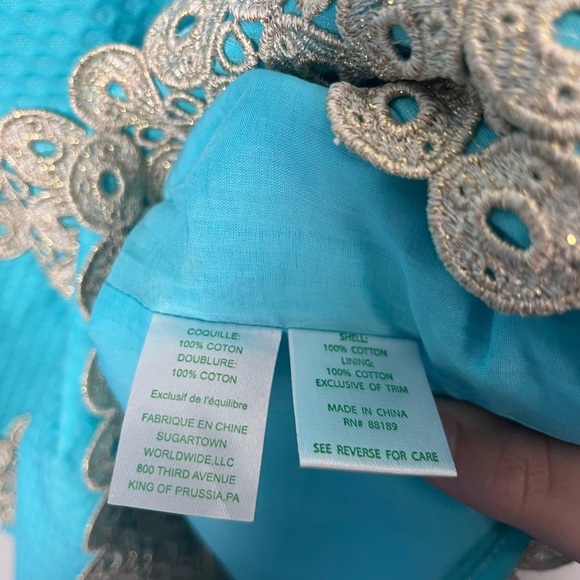 COQUILLE:
100% COTON
DOUBLURE:
100% COTON
Exclusif de l'équilibre
FABRIQUE EN CHINE
SUGARTOWN
WORLDWIDE,LLC
800 THIRD AVENUE
KING OF PRUSSIA,PA
SHELL:
100% COTTON
LINING:
100% COTTON
EXCLUSIVE OF TRIM
MADE IN CHINA
RN# 88189
SEE REVERSE FOR CARE